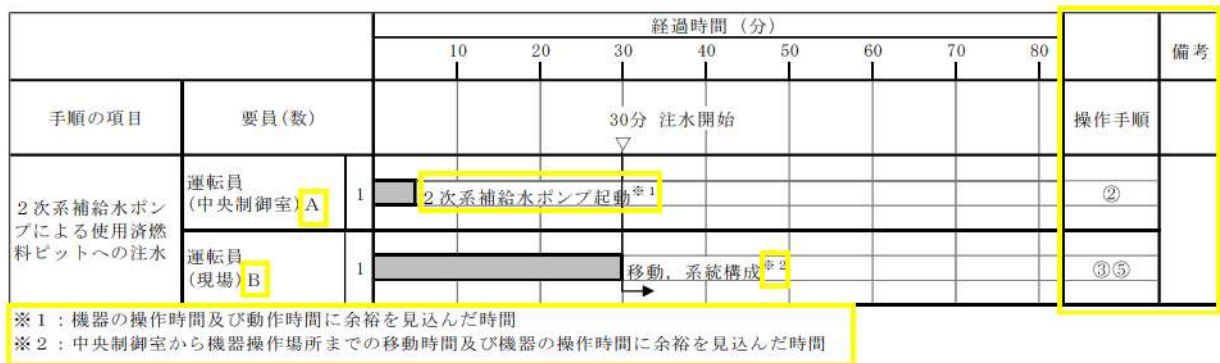 経過時間（分）
10 20 30 40 50 60 70 80
備考
手順の項目 要員(数) 操作手順
30分 注水開始
▽
2次系補給水ポンプによる使用済燃料ピットへの注水
運転員
(中央制御室)A
1
2次系補給水ポンプ起動※1
②
運転員
(現場)B
1
移動，系統構成※2
③⑤
※1：機器の操作時間及び動作時間に余裕を見込んだ時間
※2：中央制御室から機器操作場所までの移動時間及び機器の操作時間に余裕を見込んだ時間